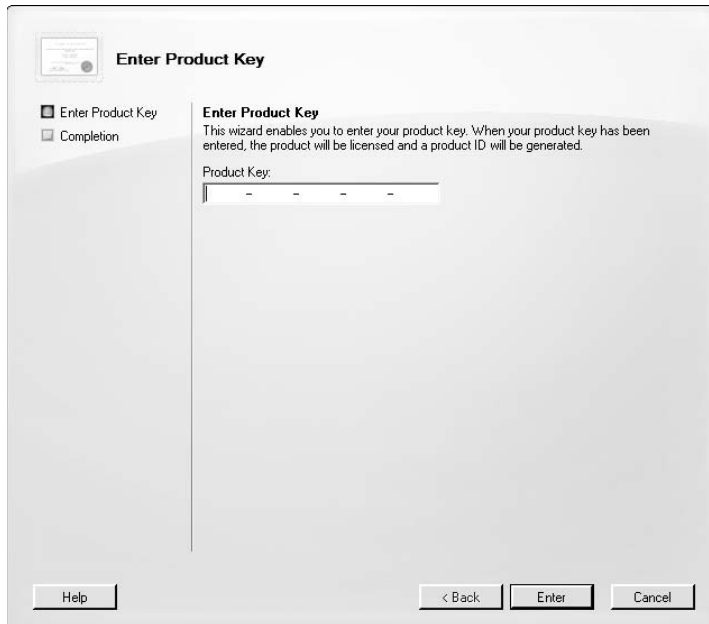 Enter Product Key
Enter Product Key
Completion
Enter Product Key
This wizard enables you to enter your product key. When your product key has been
entered, the product will be licensed and a product ID will be generated.
Product Key:
- - - -
Help
< Back
Enter
Cancel